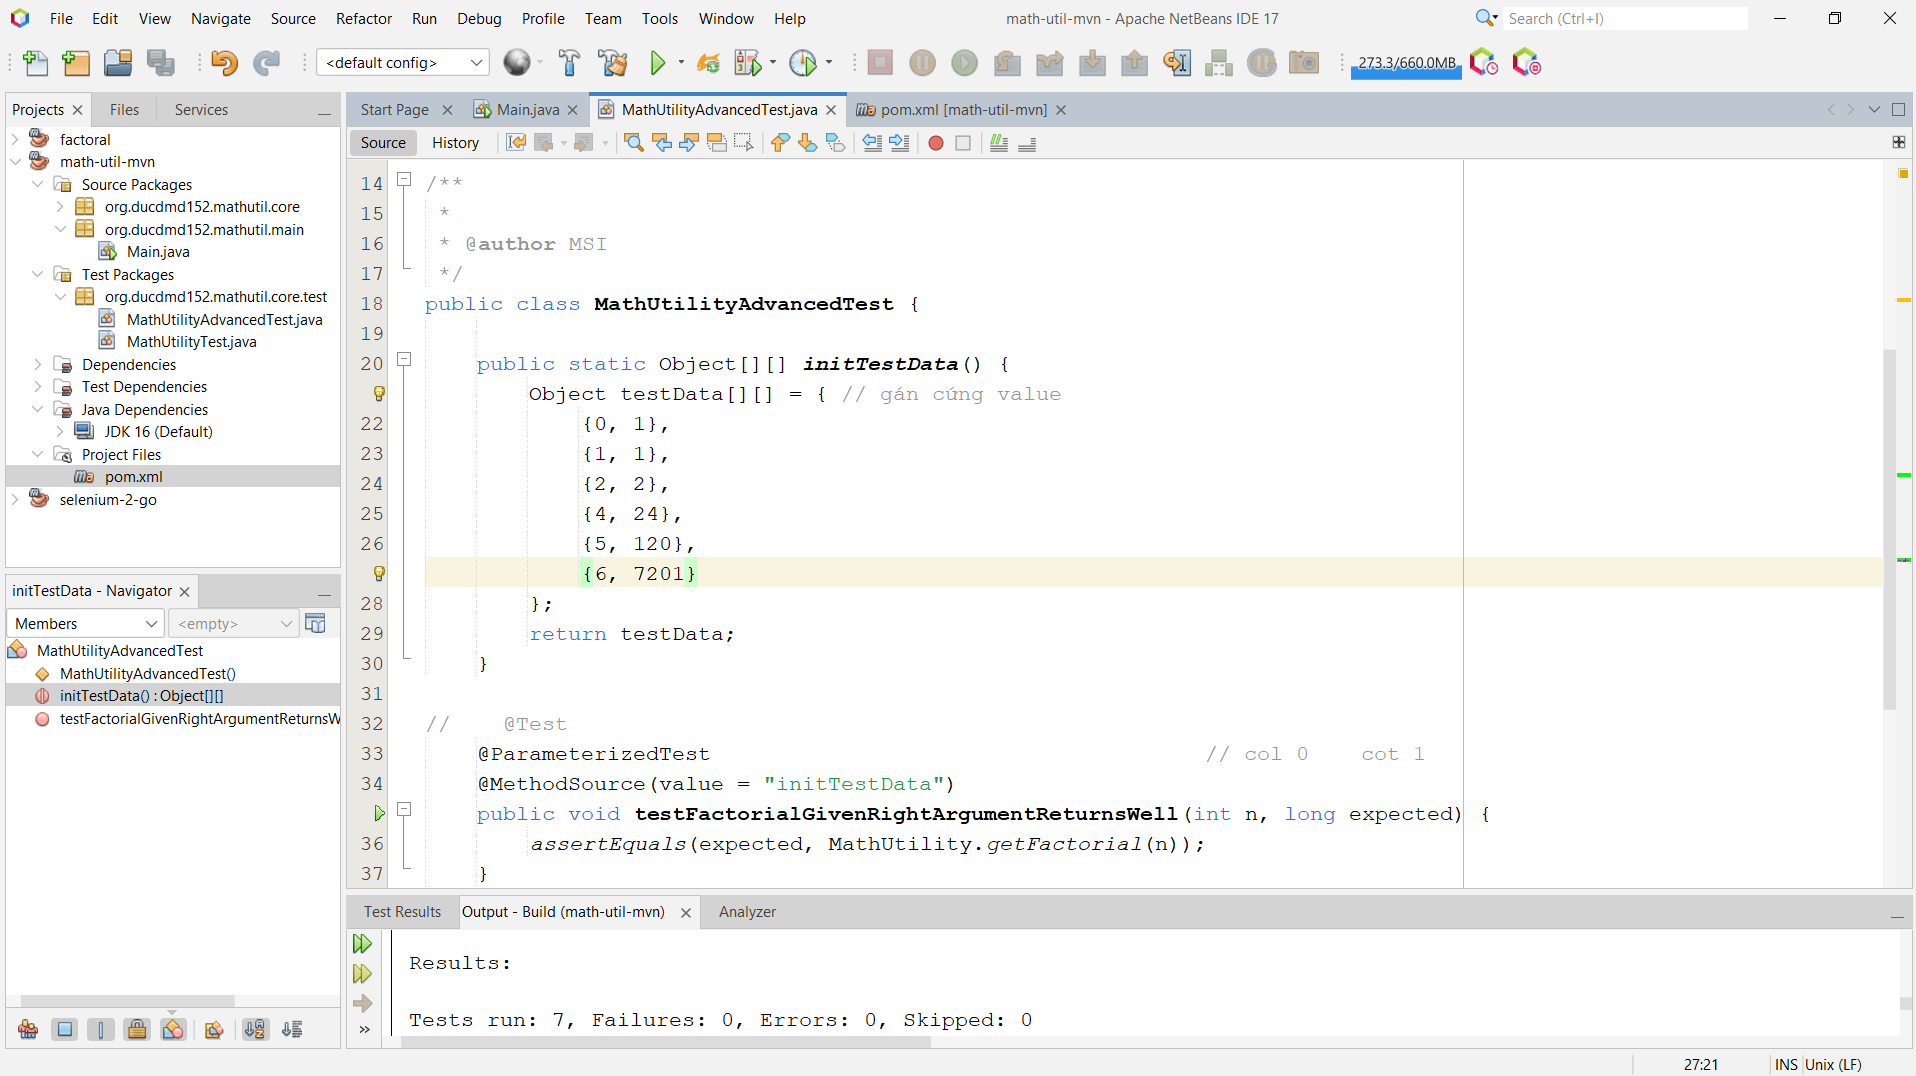 File Edit View Navigate Source Refactor Run Debug Profile Team Tools Window Help
math-util-mvn - Apache NetBeans IDE 17
Search (Ctrl+I)
<default config>
273.3/660.0MB
Projects Files Services
factoral
math-util-mvn
Source Packages
org.ducdmd152.mathutil.core
org.ducdmd152.mathutil.main
Main.java
Test Packages
org.ducdmd152.mathutil.core.test
MathUtilityAdvancedTest.java
MathUtilityTest.java
Dependencies
Test Dependencies
Java Dependencies
JDK 16 (Default)
Project Files
pom.xml
selenium-2-go
initTestData - Navigator
Members <empty>
MathUtilityAdvancedTest
MathUtilityAdvancedTest()
initTestData() : Object[][]
testFactorialGivenRightArgumentReturnsW
Start Page Main.java MathUtilityAdvancedTest.java pom.xml [math-util-mvn]
Source History
14 /**
15 *
16 * @author MSI
17 */
18 public class MathUtilityAdvancedTest {
19
20 public static Object[][] initTestData() {
Object testData[][] = { // gán cứng value
22 {0, 1},
23 {1, 1},
24 {2, 2},
25 {4, 24},
26 {5, 120},
{6, 7201}
28 };
29 return testData;
30 }
31
32 // @Test
33 @ParameterizedTest // col 0 cot 1
34 @MethodSource(value = "initTestData")
public void testFactorialGivenRightArgumentReturnsWell(int n, long expected) {
36 assertEquals(expected, MathUtility.getFactorial(n));
37 }
Test Results Output - Build (math-util-mvn) Analyzer
Results:
Tests run: 7, Failures: 0, Errors: 0, Skipped: 0
27:21 INS Unix (LF)